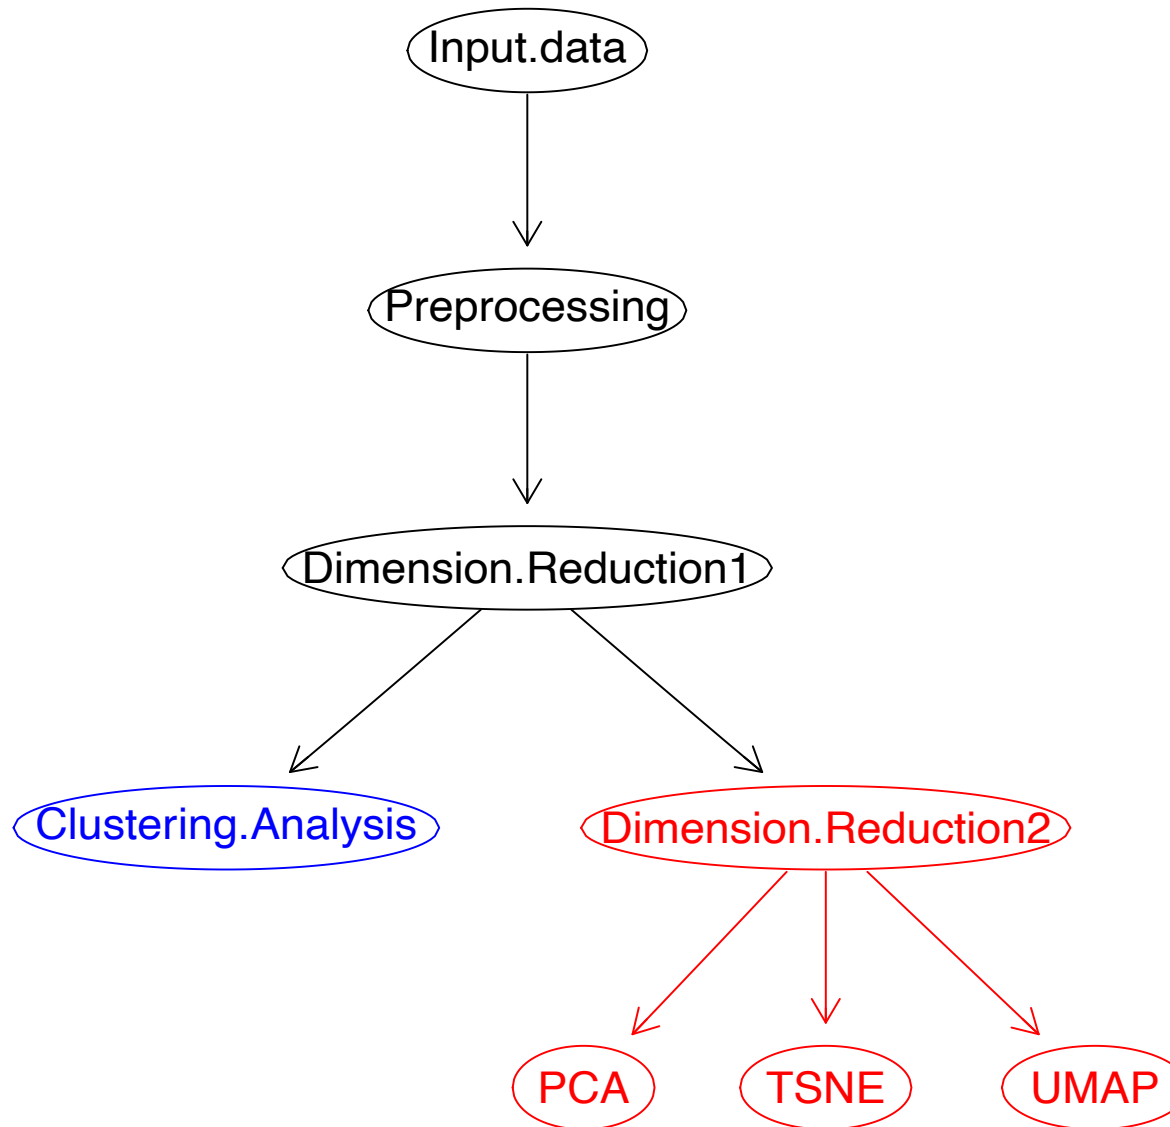 Input.data
Preprocessing
Dimension.Reduction1
Clustering.Analysis
Dimension.Reduction2
PCA
TSNE
UMAP